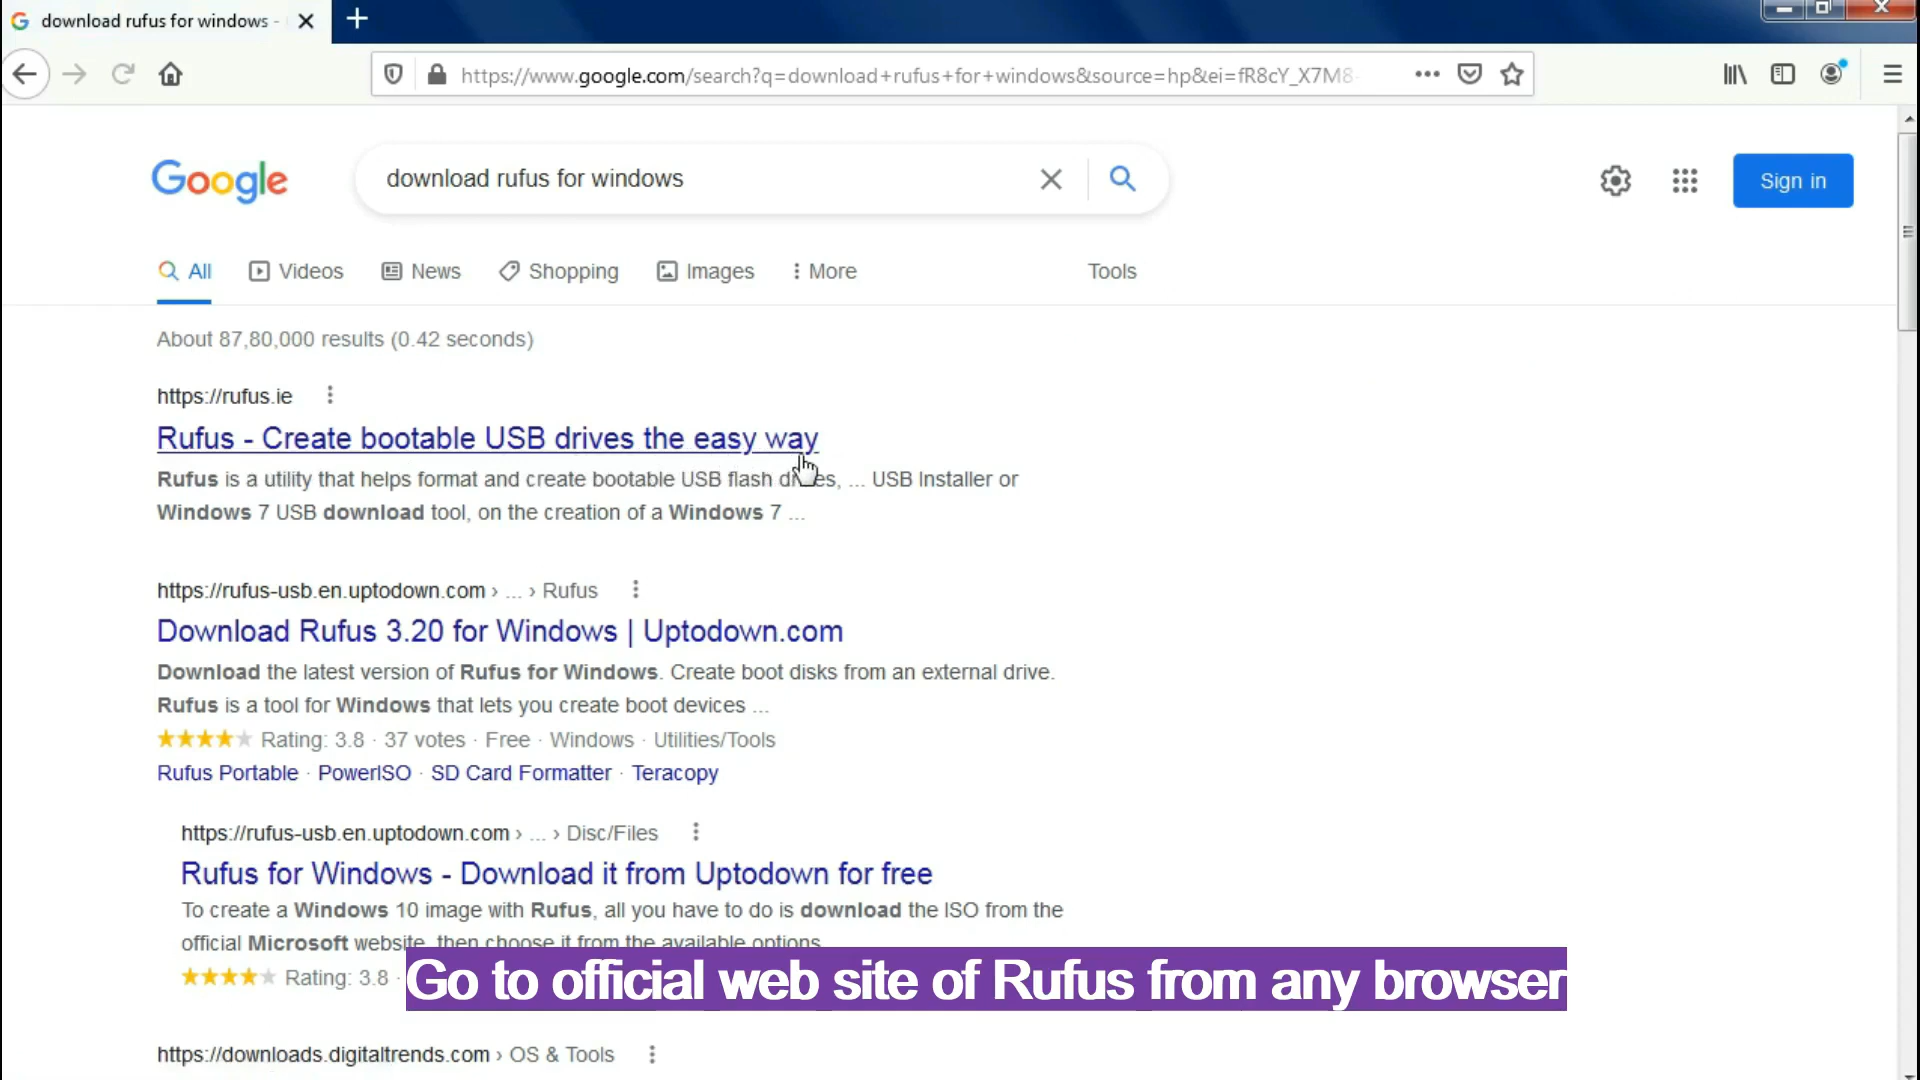 download rufus for windows -
https://www.google.com/search?q=download+rufus+for+windows&source=hp&ei=fR8cY_X7M8-
Google
download rufus for windows
Sign in
All Videos News Shopping Images More Tools
About 87,80,000 results (0.42 seconds)
https://rufus.ie
Rufus - Create bootable USB drives the easy way
Rufus is a utility that helps format and create bootable USB flash drives, ... USB Installer or
Windows 7 USB download tool, on the creation of a Windows 7 ...
https://rufus-usb.en.uptodown.com › ... › Rufus
Download Rufus 3.20 for Windows | Uptodown.com
Download the latest version of Rufus for Windows. Create boot disks from an external drive.
Rufus is a tool for Windows that lets you create boot devices ...
Rating: 3.8 · 37 votes · Free · Windows · Utilities/Tools
Rufus Portable · PowerISO · SD Card Formatter · Teracopy
https://rufus-usb.en.uptodown.com › ... › Disc/Files
Rufus for Windows - Download it from Uptodown for free
To create a Windows 10 image with Rufus, all you have to do is download the ISO from the
official Microsoft website, then choose it from the available options.
Rating: 3.8 ·
Go to official web site of Rufus from any browser
https://downloads.digitaltrends.com › OS & Tools